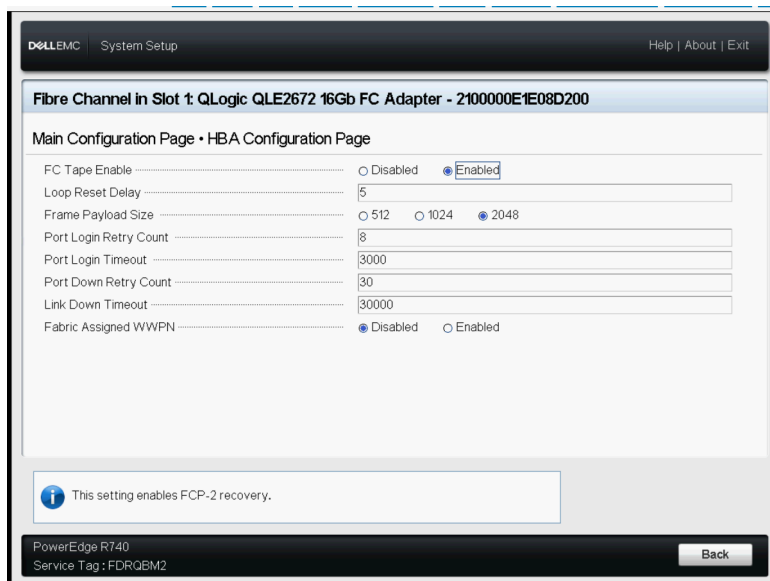 DELLEMC System Setup Help | About | Exit
Fibre Channel in Slot 1: QLogic QLE2672 16Gb FC Adapter - 2100000E1E08D200
Main Configuration Page • HBA Configuration Page
FC Tape Enable Disabled Enabled
Loop Reset Delay 5
Frame Payload Size 512 1024 2048
Port Login Retry Count 8
Port Login Timeout 3000
Port Down Retry Count 30
Link Down Timeout 30000
Fabric Assigned WWPN Disabled Enabled
This setting enables FCP-2 recovery.
PowerEdge R740
Service Tag : FDRQBM2
Back